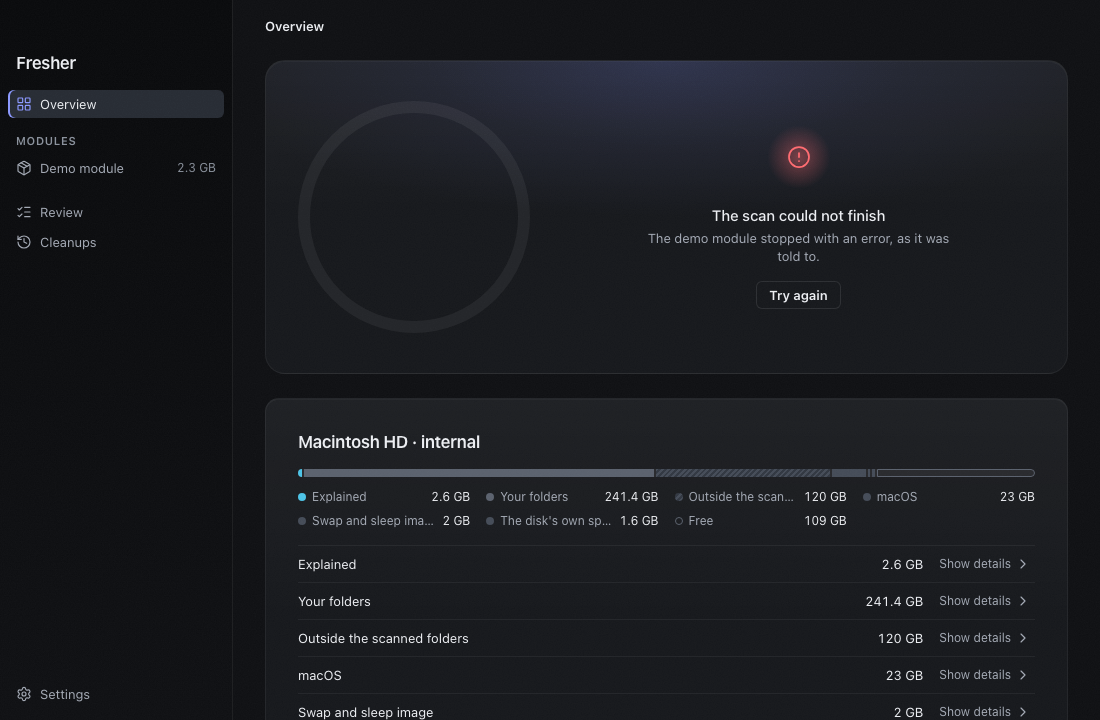 Overview
Fresher
Overview
MODULES
Demo module 2.3 GB
Review
Cleanups
Settings
The scan could not finish
The demo module stopped with an error, as it was
told to.
Try again
Macintosh HD · internal
Explained 2.6 GB Your folders 241.4 GB Outside the scan... 120 GB macOS 23 GB
Swap and sleep ima... 2 GB The disk's own sp... 1.6 GB Free 109 GB
Explained 2.6 GB Show details
Your folders 241.4 GB Show details
Outside the scanned folders 120 GB Show details
macOS 23 GB Show details
Swap and sleep image 2 GB Show details